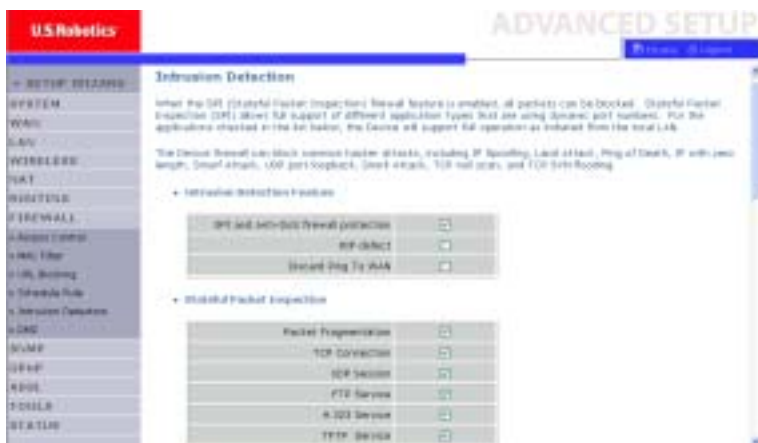 U.S.Robotics
ADVANCED SETUP
Home Logout
SETUP WIZARD
SYSTEM
WAN
LAN
WIRELESS
NAT
ROUTING
FIREWALL
» Access Control
» MAC Filter
» URL Blocking
» Schedule Rule
» Intrusion Detection
» DMZ
SNMP
UPnP
ADSL
TOOLS
STATUS
Intrusion Detection
When the SPI (Stateful Packet Inspection) firewall feature is enabled, all packets can be blocked. Stateful Packet
Inspection (SPI) allows full support of different application types that are using dynamic port numbers. For the
applications checked in the list below, the Device will support full operation as initiated from the local LAN.
The Device firewall can block common hacker attacks, including IP Spoofing, Land Attack, Ping of Death, IP with zero
length, Smurf Attack, UDP port loopback, Snork Attack, TCP null scan, and TCP SYN flooding.
• Intrusion Detection Feature
SPI and Anti-DoS firewall protection
RIP defect
Discard Ping To WAN
• Stateful Packet Inspection
Packet Fragmentation
TCP Connection
UDP Session
FTP Service
H.323 Service
TFTP Service